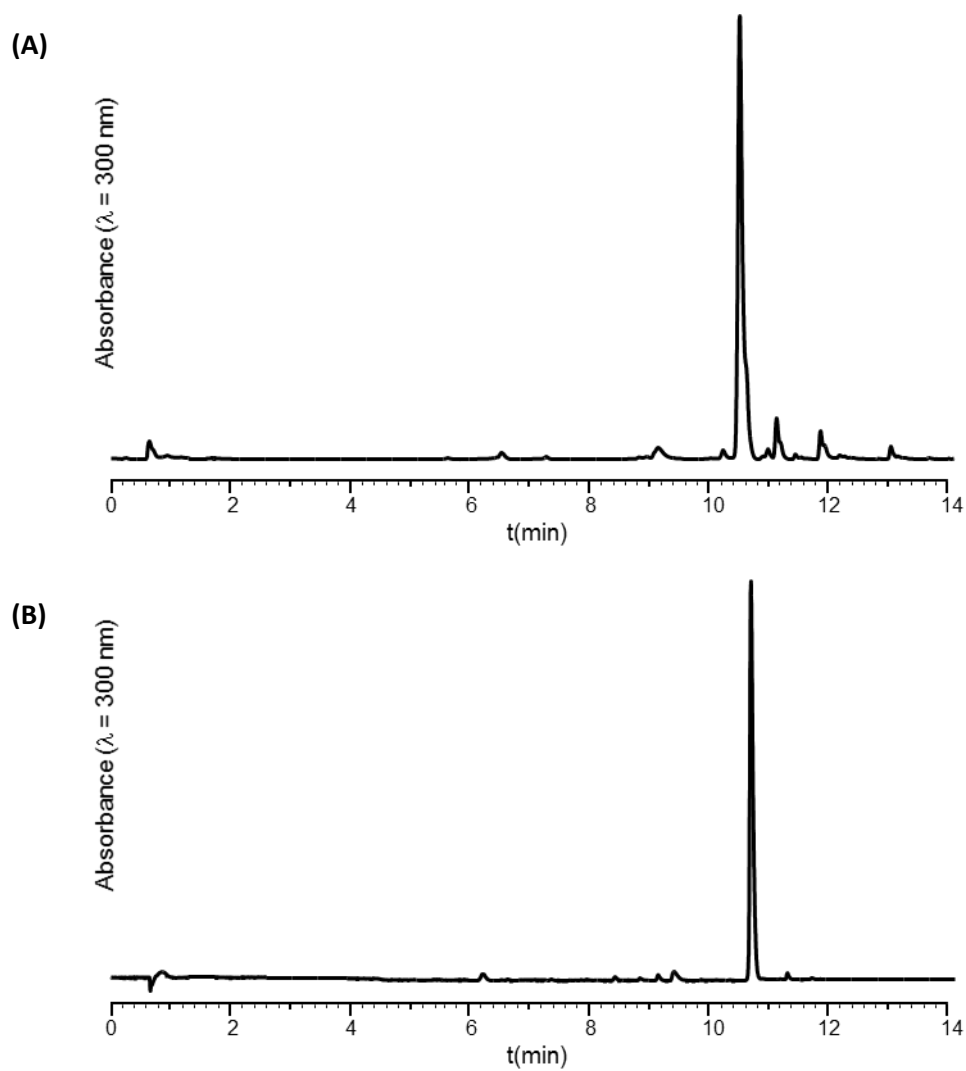 (A)
Absorbance (λ = 300 nm)
0 2 4 6 8 10 12 14
t(min)
(B)
Absorbance (λ = 300 nm)
0 2 4 6 8 10 12 14
t(min)